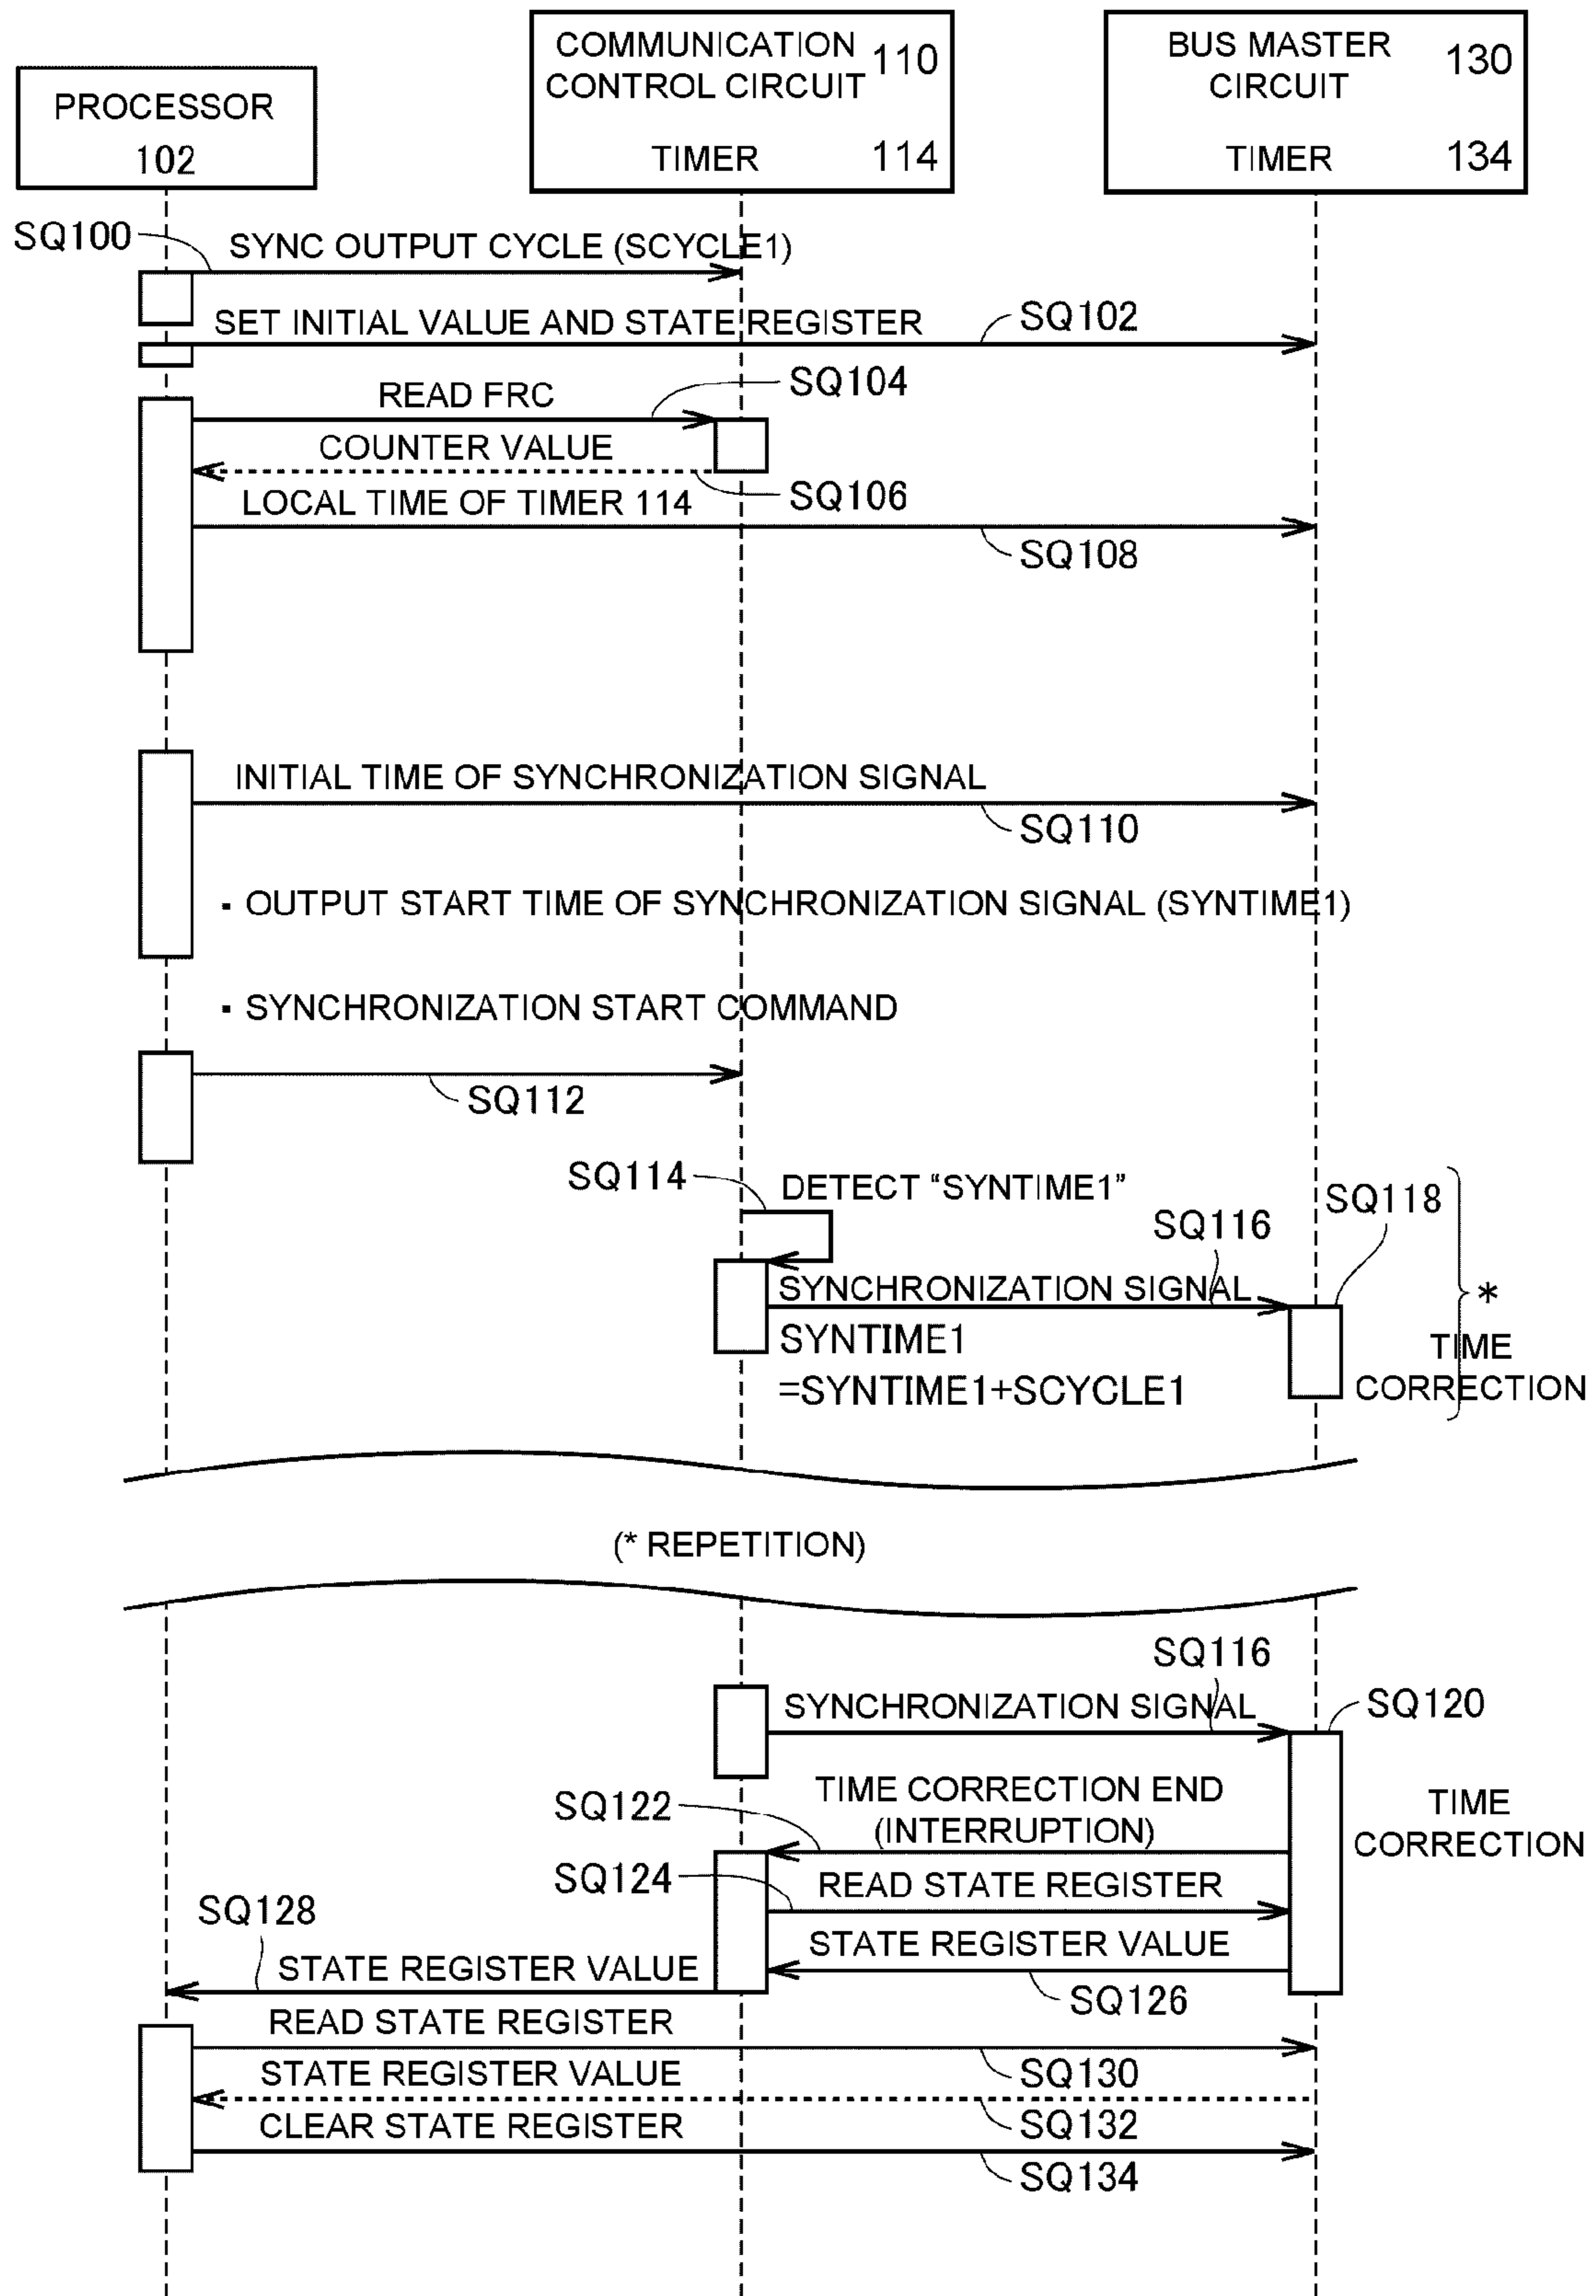 PROCESSOR
102
COMMUNICATION
CONTROL CIRCUIT 110
TIMER 114
BUS MASTER
CIRCUIT 130
TIMER 134
SQ100
SYNC OUTPUT CYCLE (SCYCLE1)
SET INITIAL VALUE AND STATE REGISTER
SQ102
READ FRC
SQ104
COUNTER VALUE
SQ106
LOCAL TIME OF TIMER 114
SQ108
INITIAL TIME OF SYNCHRONIZATION SIGNAL
SQ110
- OUTPUT START TIME OF SYNCHRONIZATION SIGNAL (SYNTIME1)
- SYNCHRONIZATION START COMMAND
SQ112
SQ114
DETECT “SYNTIME1”
SQ116
SQ118
SYNCHRONIZATION SIGNAL
*
SYNTIME1
=SYNTIME1+SCYCLE1
TIME
CORRECTION
(* REPETITION)
SQ116
SYNCHRONIZATION SIGNAL
SQ120
SQ122
TIME CORRECTION END
(INTERRUPTION)
TIME
CORRECTION
SQ124
READ STATE REGISTER
SQ128
STATE REGISTER VALUE
STATE REGISTER VALUE
SQ126
READ STATE REGISTER
SQ130
STATE REGISTER VALUE
SQ132
CLEAR STATE REGISTER
SQ134